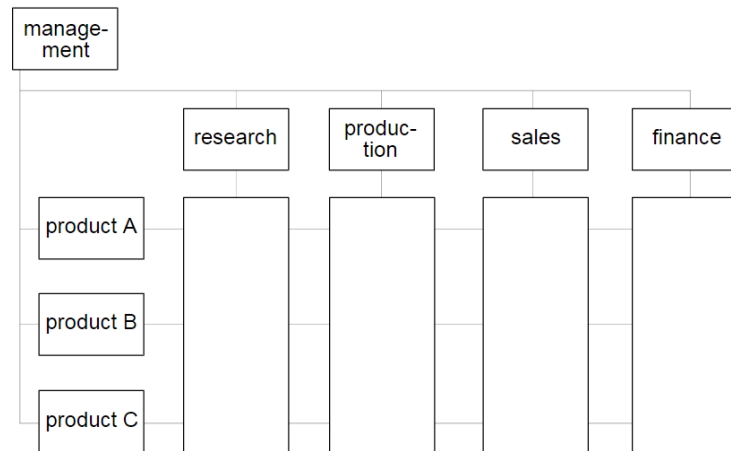 manage-
ment
research
produc-
tion
sales
finance
product A
product B
product C